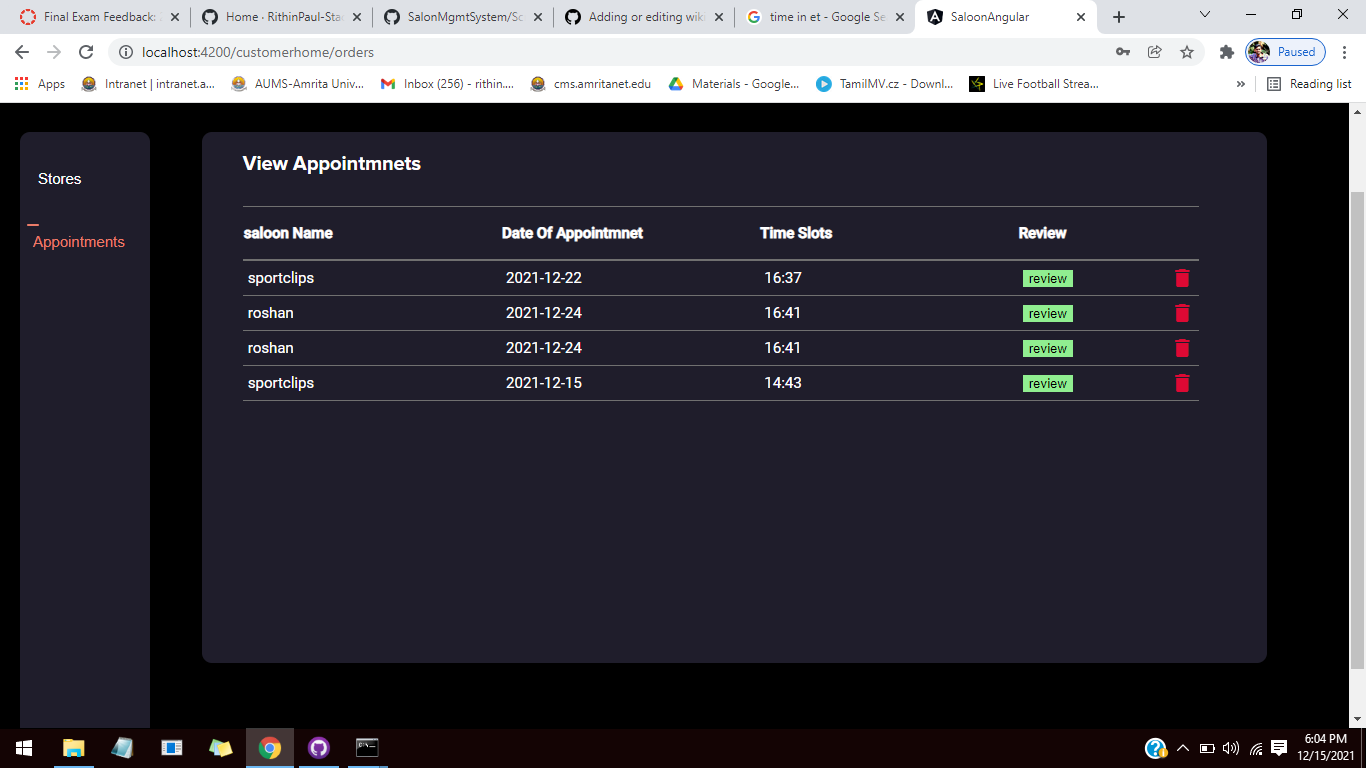 Final Exam Feedback: Home · RithinPaul-Sta SalonMgmtSystem/Sc Adding or editing wik time in et - Google Se SaloonAngular
localhost:4200/customerhome/orders Paused
Apps Intranet | intranet.a... AUMS-Amrita Univ... Inbox (256) - rithin.... cms.amritanet.edu Materials - Google... TamilMV.cz - Downl... Live Football Strea... » Reading list
View Appointmnets
Stores
Appointments
saloon Name Date Of Appointmnet Time Slots Review
sportclips 2021-12-22 16:37 review
roshan 2021-12-24 16:41 review
roshan 2021-12-24 16:41 review
sportclips 2021-12-15 14:43 review
6:04 PM
12/15/2021